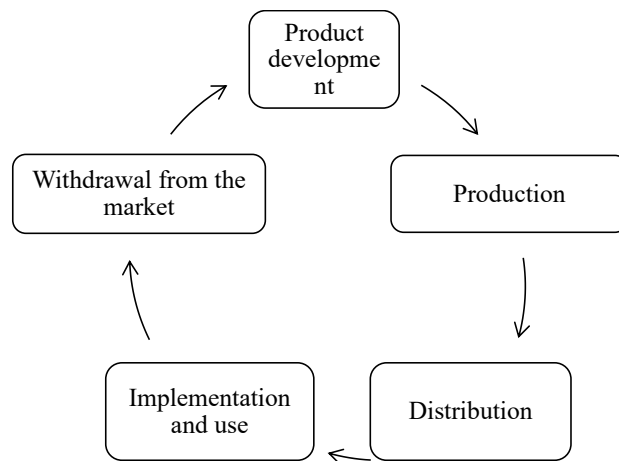 Product
developme
nt
Production
Distribution
Implementation
and use
Withdrawal from the
market